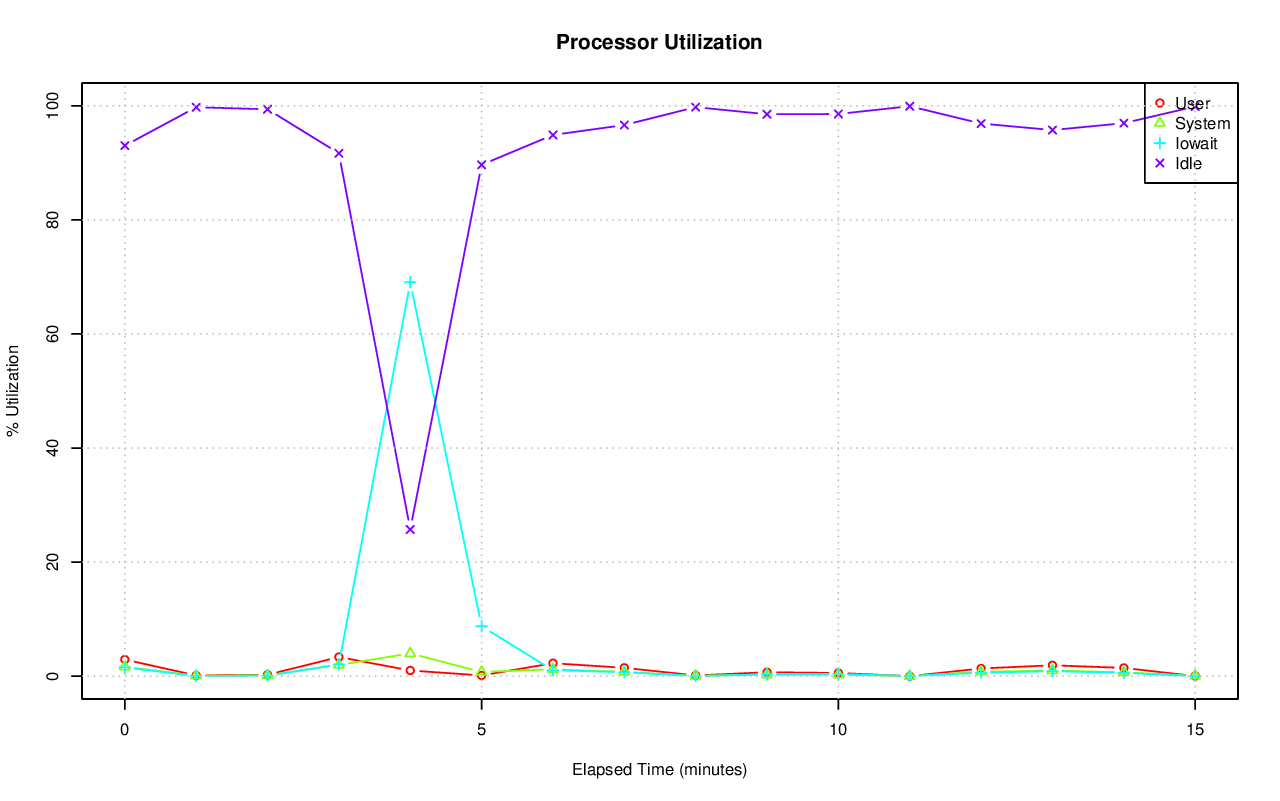 Processor Utilization
100
80
60
40
20
0
% Utilization
User
System
Iowait
Idle
0 5 10 15
Elapsed Time (minutes)